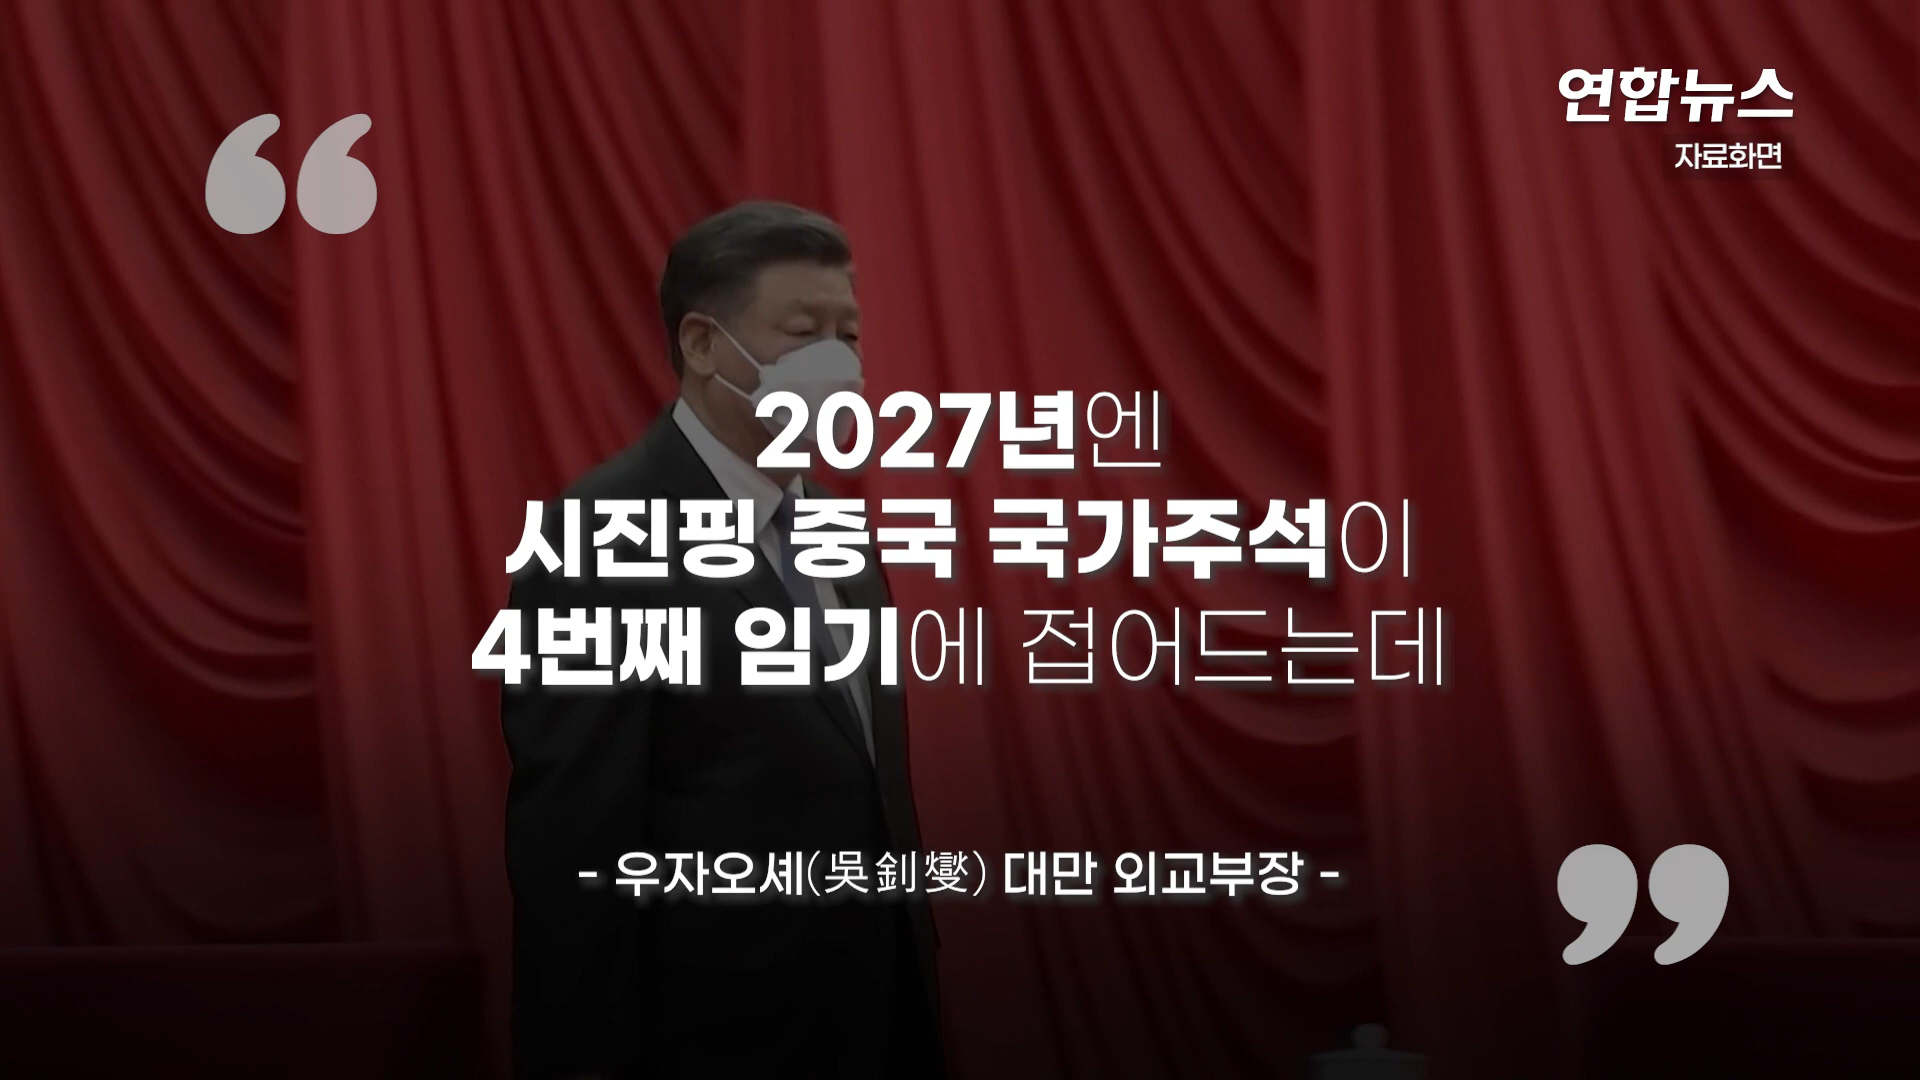 연합뉴스
자료화면
2027년엔
시진핑 중국 국가주석이
4번째 임기에 접어드는데
- 우자오셰(吳釗燮) 대만 외교부장 -